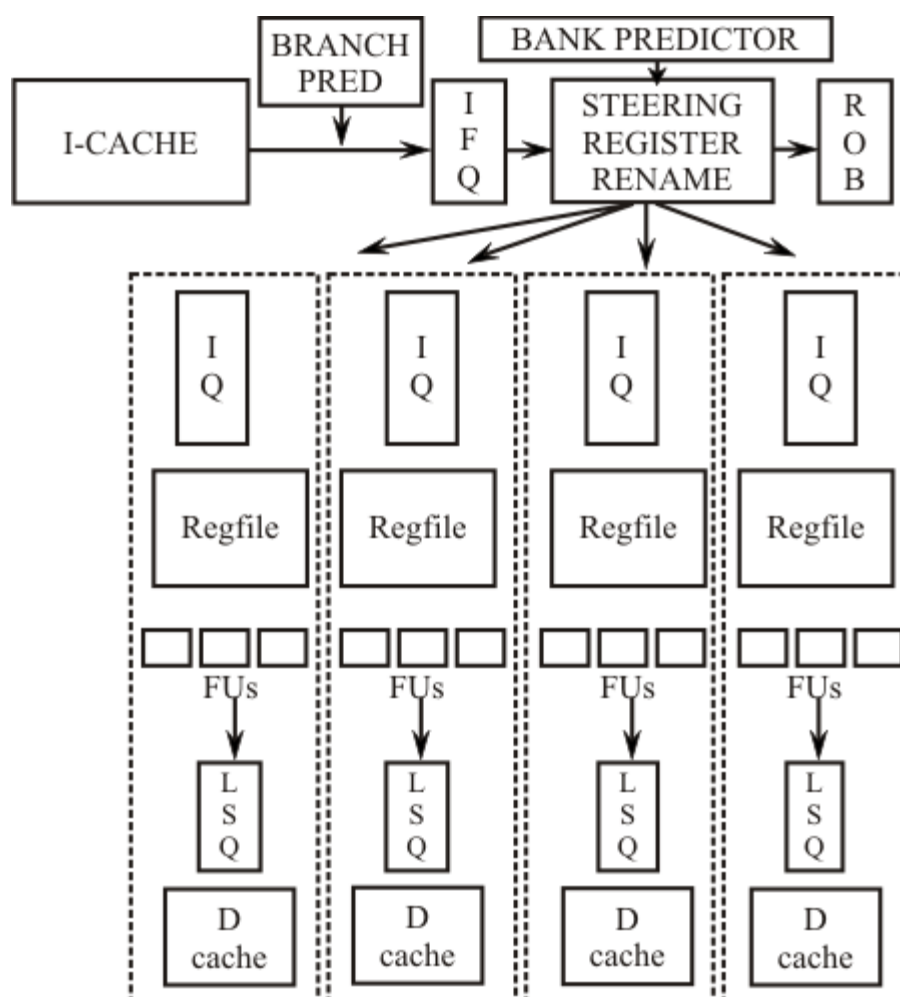 BRANCH
PRED
BANK PREDICTOR
I-CACHE
I
F
Q
STEERING
REGISTER
RENAME
R
O
B
I
Q
I
Q
I
Q
I
Q
Regfile
Regfile
Regfile
Regfile
FUs
FUs
FUs
FUs
L
S
Q
L
S
Q
L
S
Q
L
S
Q
D
cache
D
cache
D
cache
D
cache